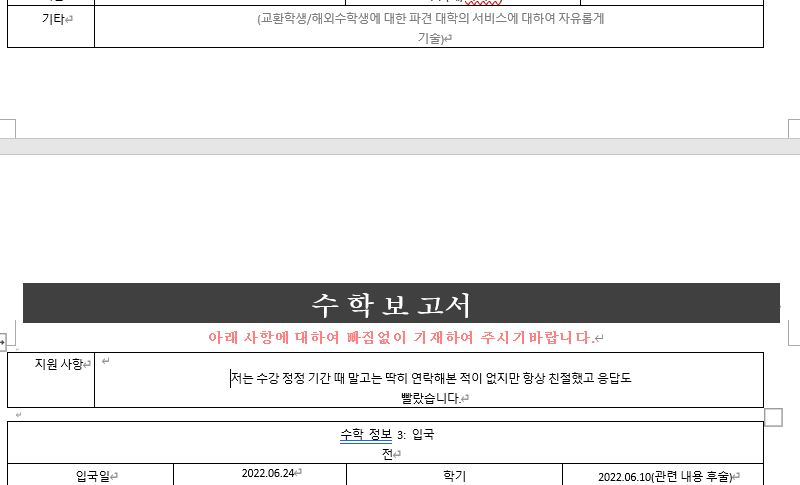 기타
(교환학생/해외수학생에 대한 파견 대학의 서비스에 대하여 자유롭게
기술)
수 학 보 고서
아래 사항에 대하여 빠짐없이 기재하여 주시기바랍니다.
지원 사항
저는 수강 정정 기간 때 말고는 딱히 연락해본 적이 없지만 항상 친절했고 응답도
빨랐습니다.
수학 정보 3: 입국
전
입국일 2022.06.24 학기 2022.06.10(관련 내용 후술)